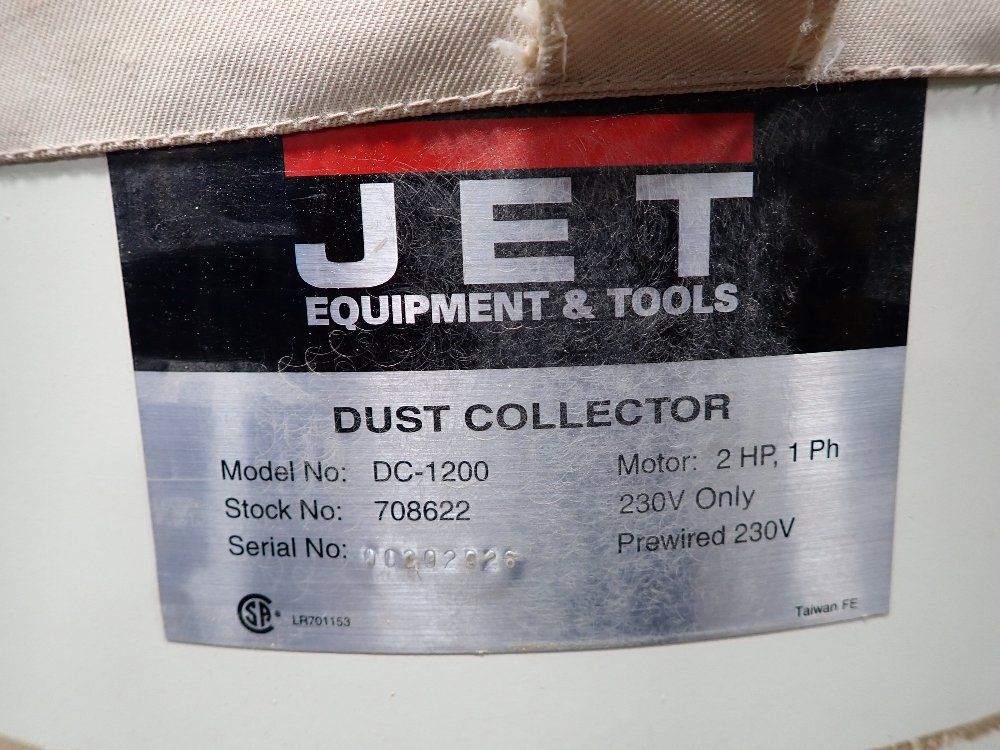 JET
EQUIPMENT & TOOLS
DUST COLLECTOR
Model No: DC-1200
Stock No: 708622
Serial No:
Motor: 2 HP, 1 Ph
230V Only
Prewired 230V
SA
LR701153
Taiwan FE